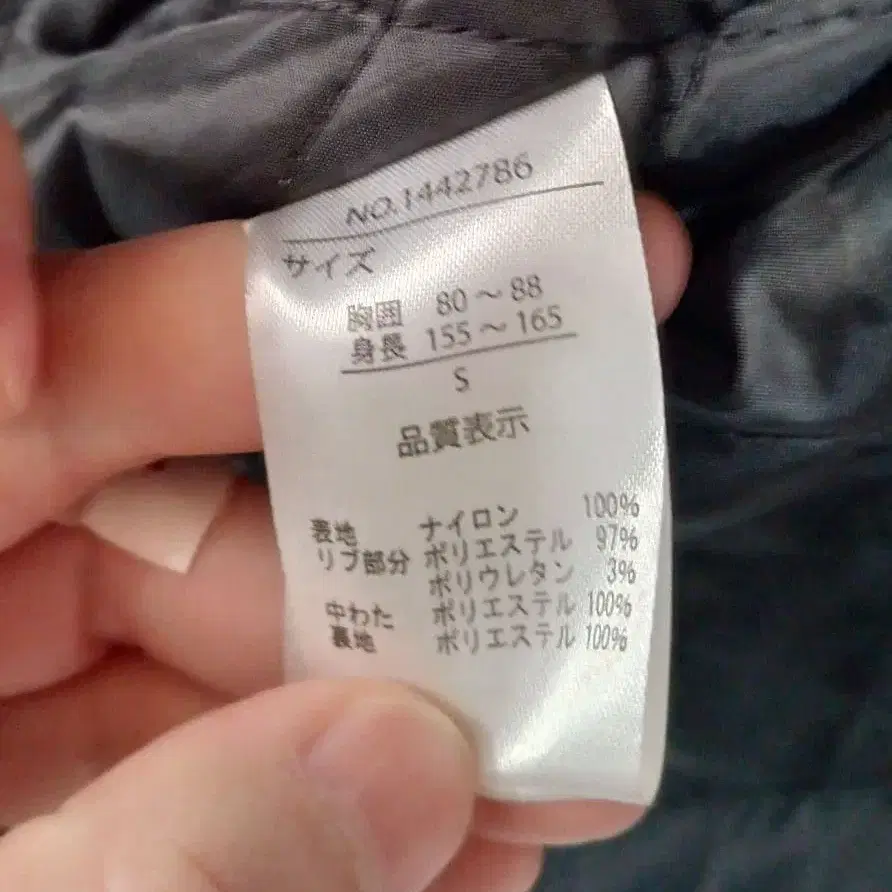 NO.1442786
サイズ
胸囲 80～88
身長 155～165
S
品質表示
表地 ナイロン 100%
リブ部分 ポリエステル 97%
ポリウレタン 3%
中わた ポリエステル 100%
裏地 ポリエステル 100%